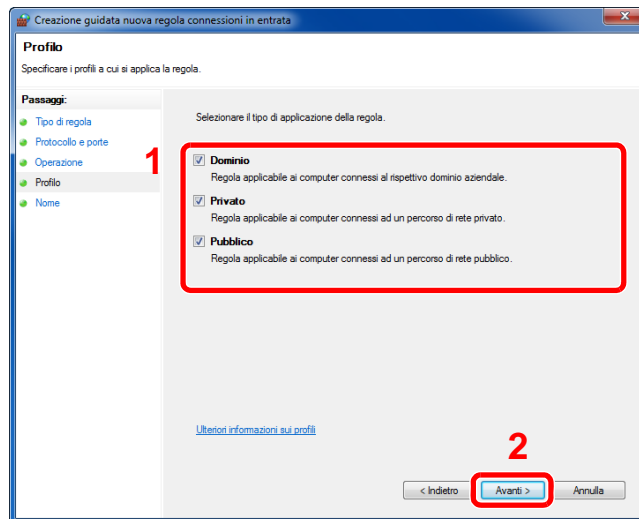 Creazione guidata nuova regola connessioni in entrata
Profilo
Specificare i profili a cui si applica la regola.
Passaggi:
Tipo di regola
Protocollo e porte
Operazione
Profilo
Nome
Selezionare il tipo di applicazione della regola.
1
Dominio
Regola applicabile ai computer connessi al rispettivo dominio aziendale.
Privato
Regola applicabile ai computer connessi ad un percorso di rete privato.
Pubblico
Regola applicabile ai computer connessi ad un percorso di rete pubblico.
Ulteriori informazioni sui profili
2
< Indietro
Avanti >
Annulla